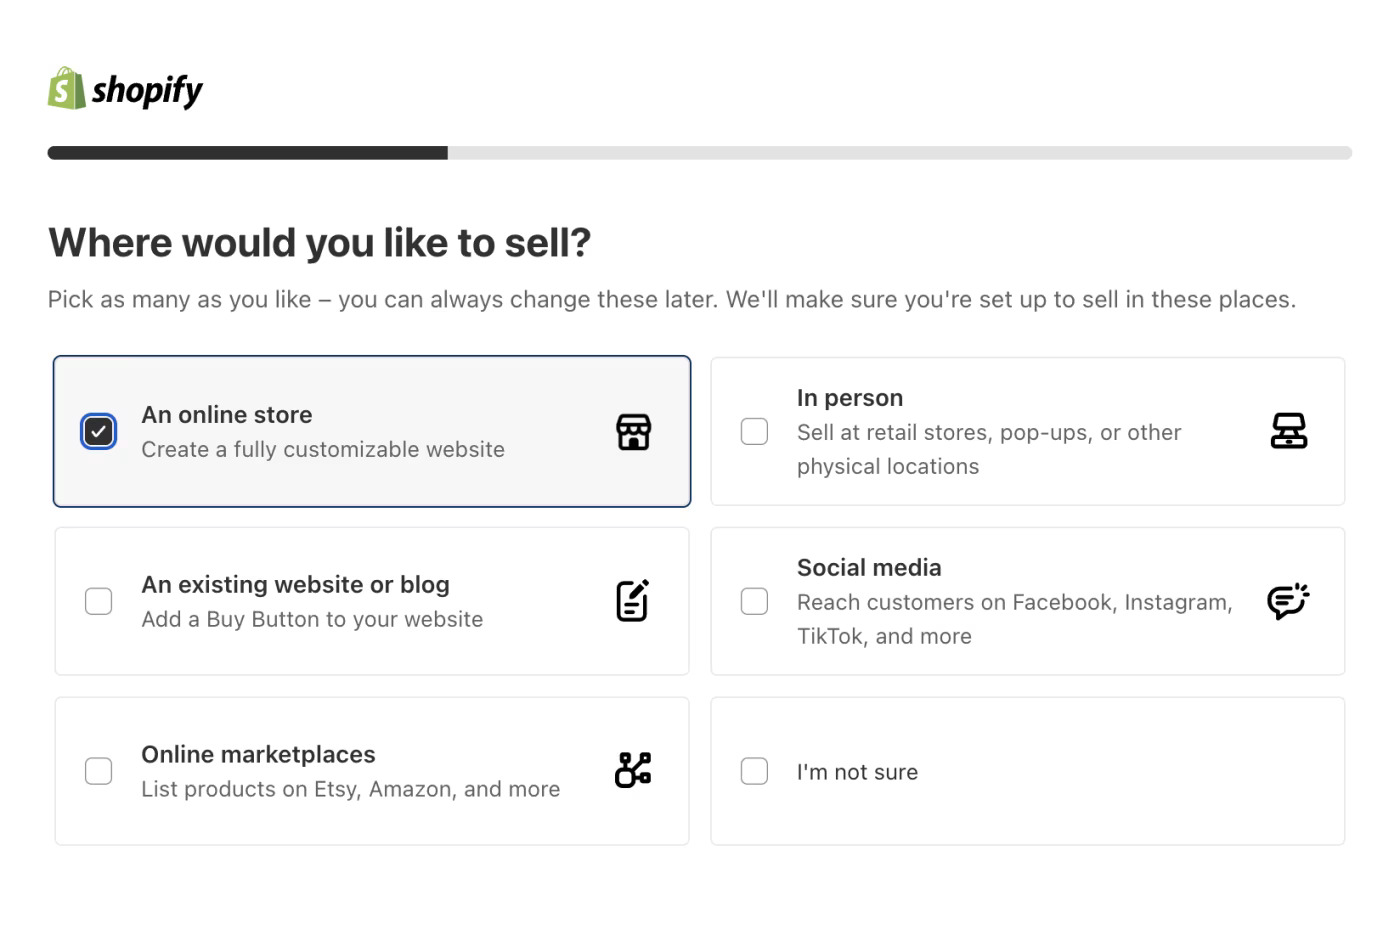 shopify
Where would you like to sell?
Pick as many as you like – you can always change these later. We'll make sure you're set up to sell in these places.
An online store
Create a fully customizable website
In person
Sell at retail stores, pop-ups, or other
physical locations
An existing website or blog
Add a Buy Button to your website
Social media
Reach customers on Facebook, Instagram,
TikTok, and more
Online marketplaces
List products on Etsy, Amazon, and more
I'm not sure